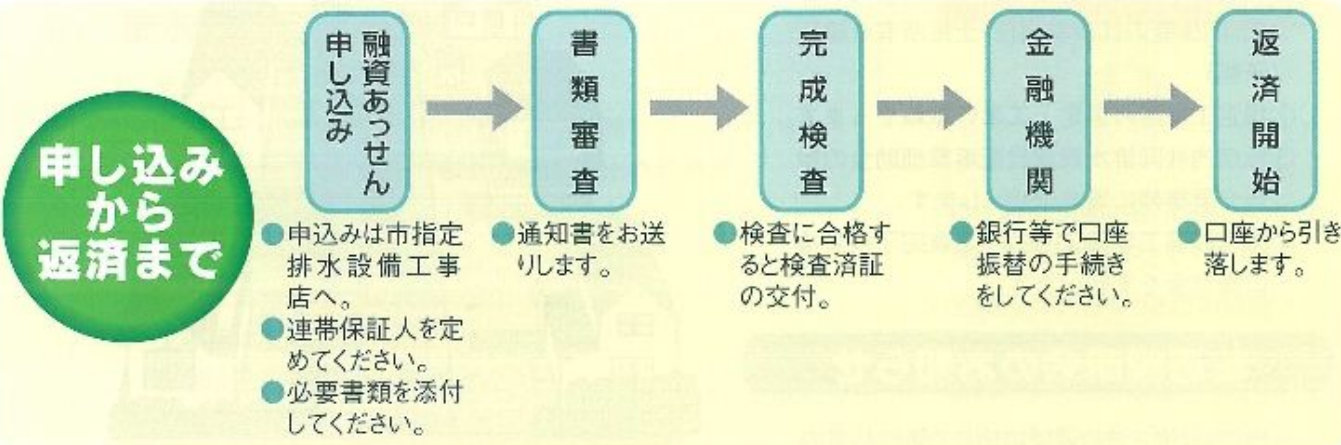 申し込み
から
返済まで
融資あっせん
申し込み
申込みは市指定
排水設備工事
店へ。
連帯保証人を定
めてください。
必要書類を添付
してください。
書類審査
通知書をお送
りします。
完成検査
検査に合格す
ると検査済証
の交付。
金融機関
銀行等で口座
振替の手続き
をしてください。
返済開始
口座から引き
落します。